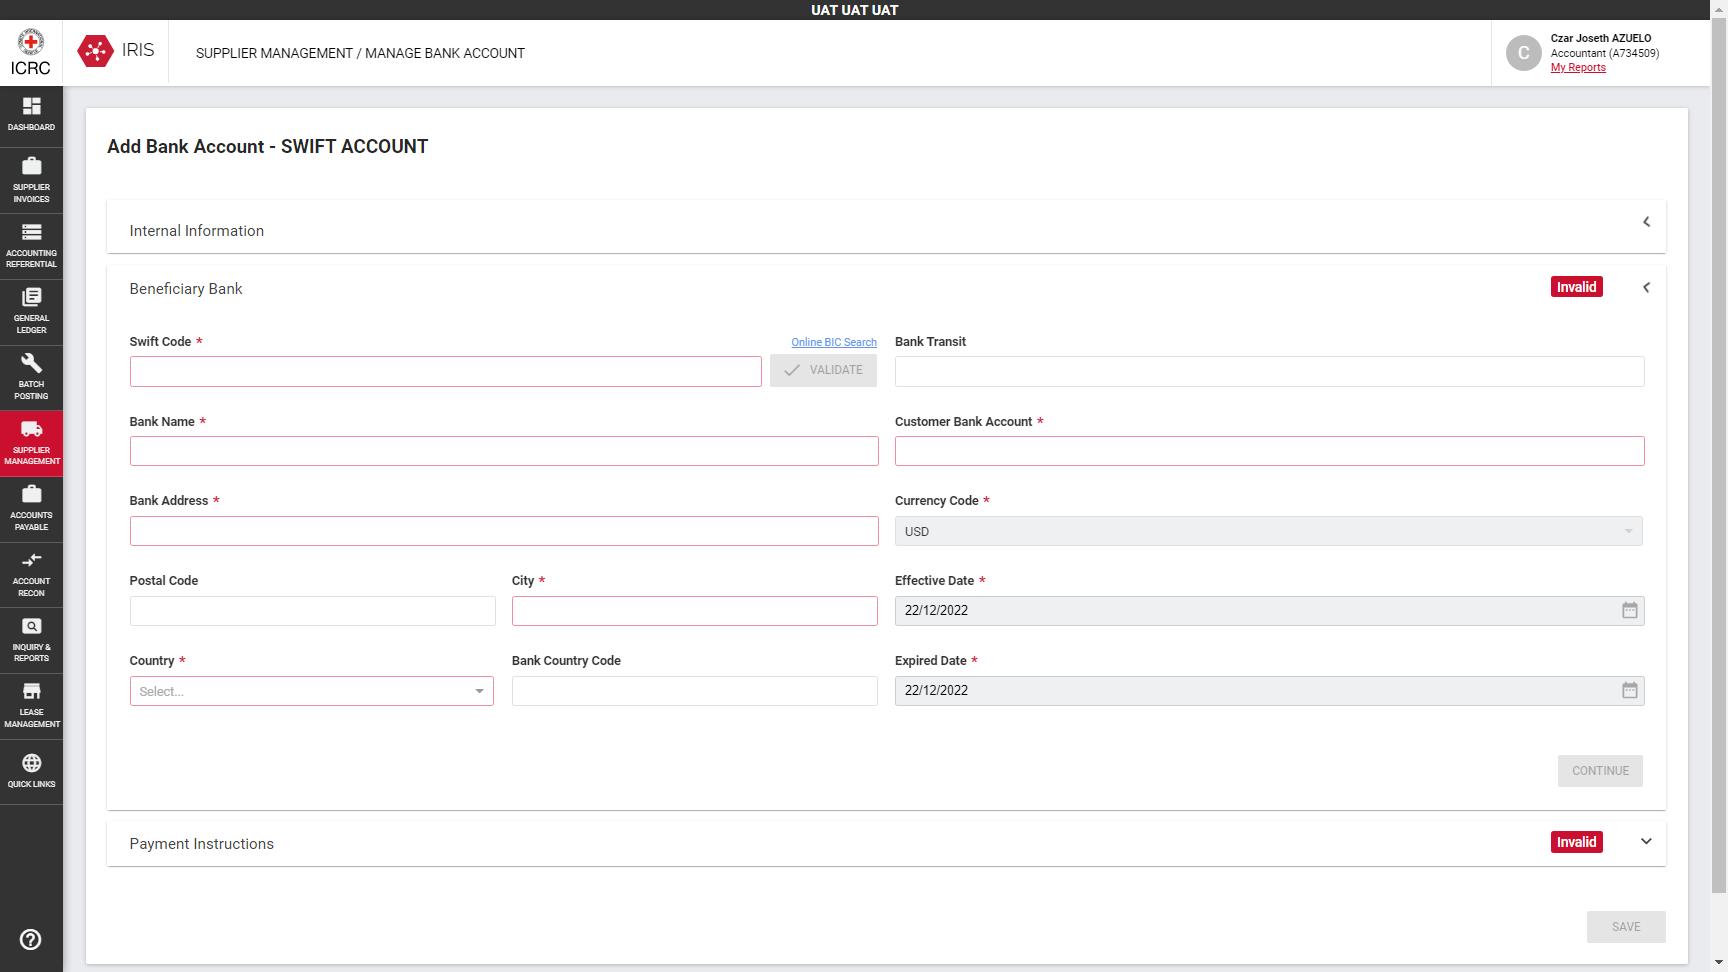 UAT UAT UAT
ICRC
IRIS
SUPPLIER MANAGEMENT / MANAGE BANK ACCOUNT
C
Czar Joseth AZUELO
Accountant (A734509)
My Reports
DASHBOARD
SUPPLIER
INVOICES
ACCOUNTING
REFERENTIAL
GENERAL
LEDGER
BATCH
POSTING
SUPPLIER
MANAGEMENT
ACCOUNTS
PAYABLE
ACCOUNT
RECON
INQUIRY &
REPORTS
LEASE
MANAGEMENT
QUICK LINKS
Add Bank Account - SWIFT ACCOUNT
Internal Information
Beneficiary Bank
Invalid
Swift Code *
Online BIC Search
VALIDATE
Bank Transit
Bank Name *
Customer Bank Account *
Bank Address *
Currency Code *
USD
Postal Code
City *
Effective Date *
22/12/2022
Country *
Select...
Bank Country Code
Expired Date *
22/12/2022
CONTINUE
Payment Instructions
Invalid
SAVE